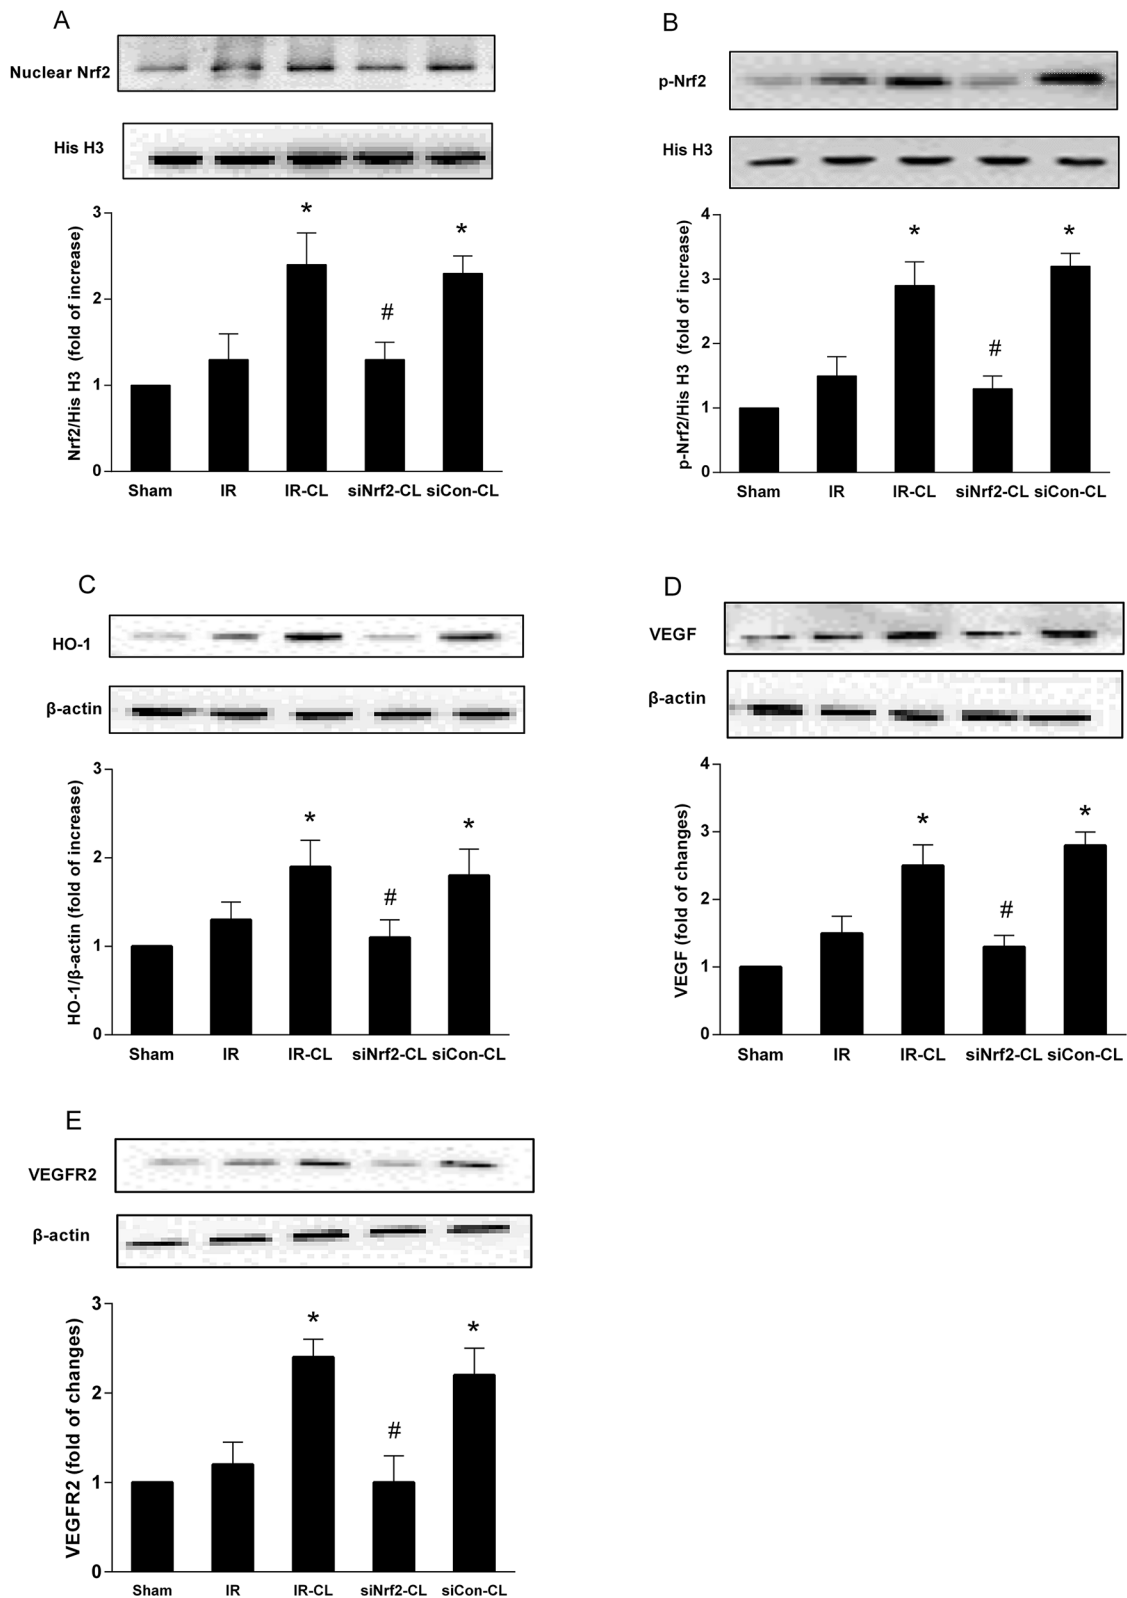 A
Nuclear Nrf2
His H3
3
2
1
0
Nrf2/His H3 (fold of increase)
*
#
*
Sham IR IR-CL siNrf2-CL siCon-CL
B
p-Nrf2
His H3
4
3
2
1
0
p-Nrf2/His H3 (fold of increase)
*
#
*
Sham IR IR-CL siNrf2-CL siCon-CL
C
HO-1
β-actin
3
2
1
0
HO-1/β-actin (fold of increase)
*
#
*
Sham IR IR-CL siNrf2-CL siCon-CL
D
VEGF
β-actin
4
3
2
1
0
VEGF (fold of changes)
*
#
*
Sham IR IR-CL siNrf2-CL siCon-CL
E
VEGFR2
β-actin
3
2
1
0
VEGFR2 (fold of changes)
*
#
*
Sham IR IR-CL siNrf2-CL siCon-CL